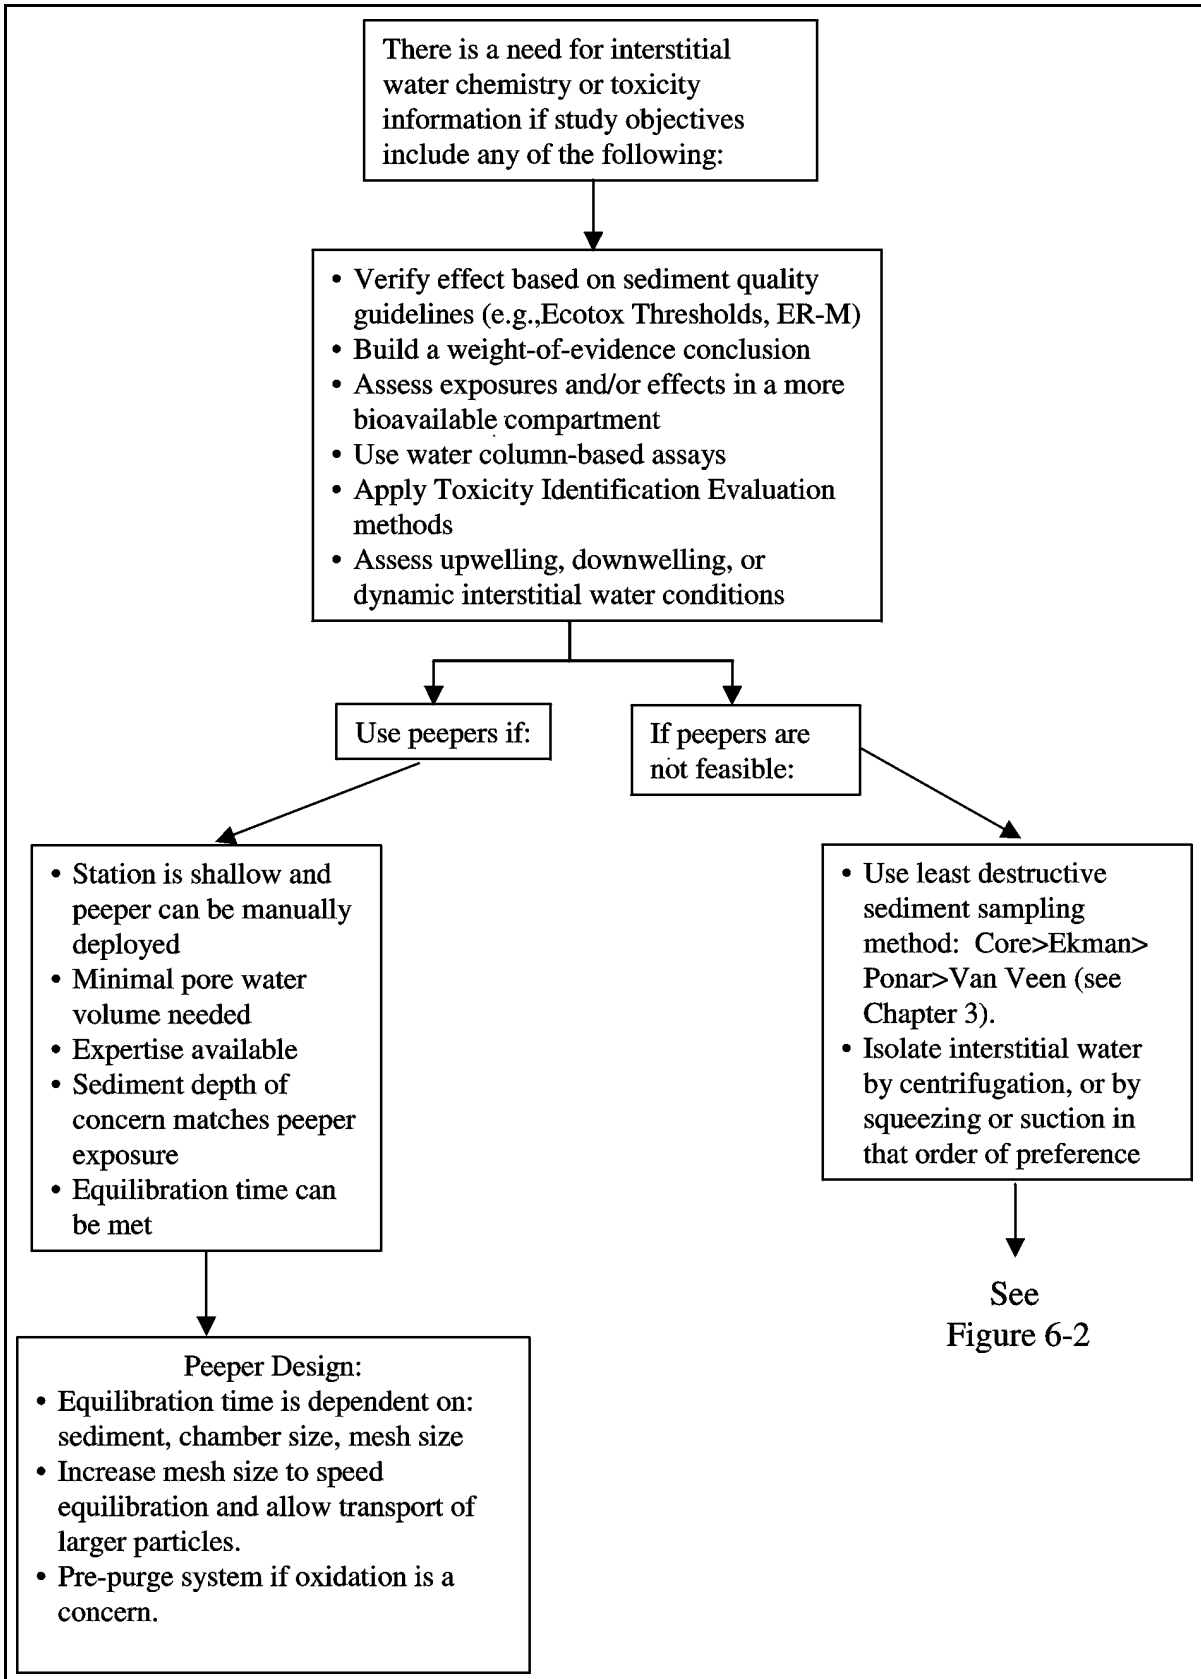 There is a need for interstitial
water chemistry or toxicity
information if study objectives
include any of the following:
• Verify effect based on sediment quality
guidelines (e.g.,Ecotox Thresholds, ER-M)
• Build a weight-of-evidence conclusion
• Assess exposures and/or effects in a more
bioavailable compartment
• Use water column-based assays
• Apply Toxicity Identification Evaluation
methods
• Assess upwelling, downwelling, or
dynamic interstitial water conditions
Use peepers if:
If peepers are
not feasible:
• Station is shallow and
peeper can be manually
deployed
• Minimal pore water
volume needed
• Expertise available
• Sediment depth of
concern matches peeper
exposure
• Equilibration time can
be met
• Use least destructive
sediment sampling
method:  Core>Ekman>
Ponar>Van Veen (see
Chapter 3).
• Isolate interstitial water
by centrifugation, or by
squeezing or suction in
that order of preference
See
Figure 6-2
Peeper Design:
• Equilibration time is dependent on:
sediment, chamber size, mesh size
• Increase mesh size to speed
equilibration and allow transport of
larger particles.
• Pre-purge system if oxidation is a
concern.